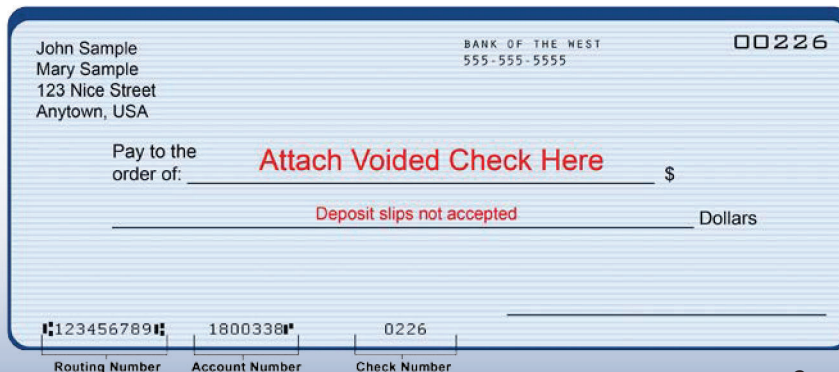 John Sample
Mary Sample
123 Nice Street
Anytown, USA
BANK OF THE WEST
555-555-5555
00226
Pay to the
order of: Attach Voided Check Here $
Deposit slips not accepted Dollars
⑆123456789⑆ 1800338⑈ 0226
Routing Number Account Number Check Number